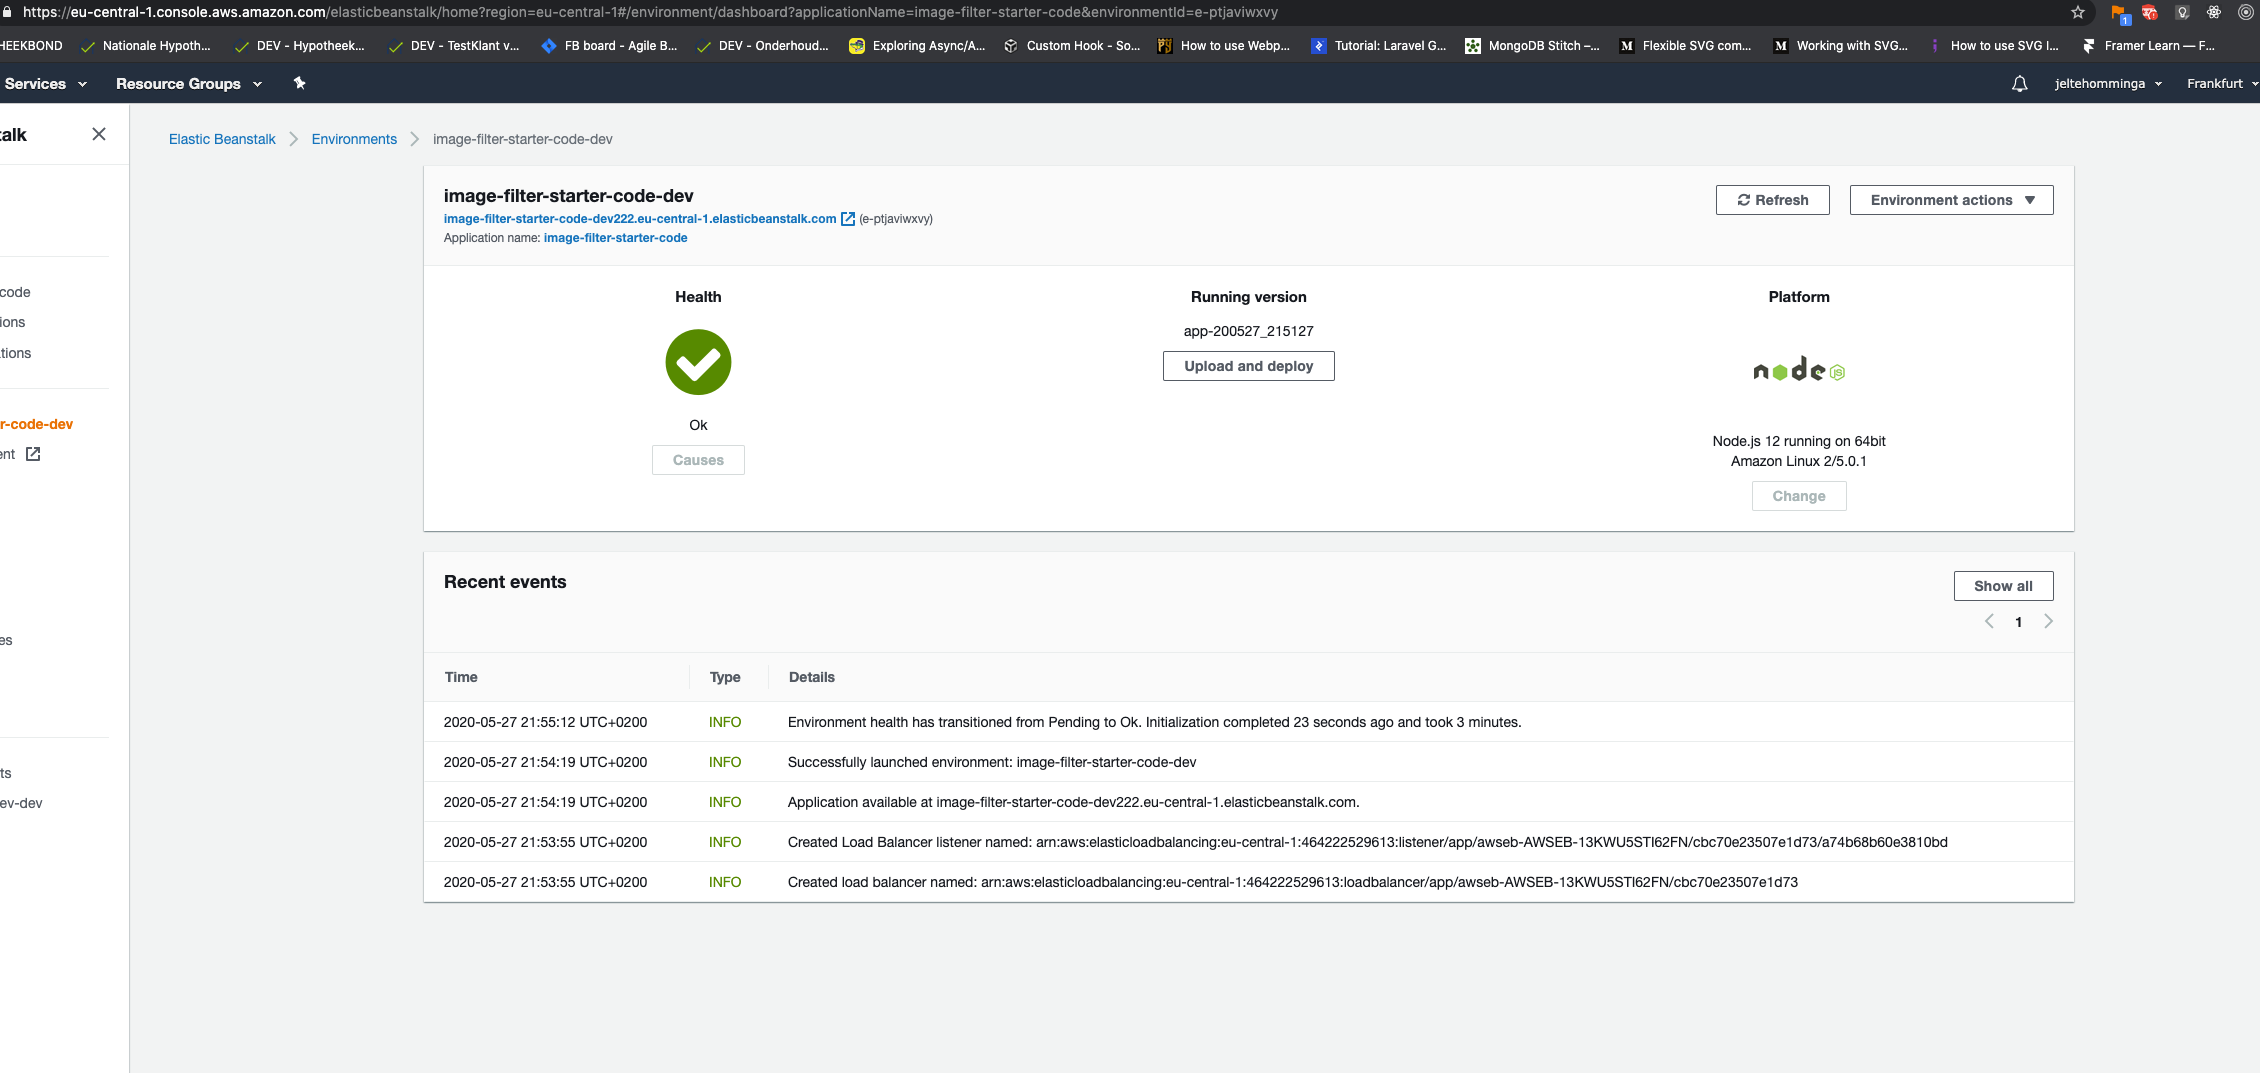 https://eu-central-1.console.aws.amazon.com/elasticbeanstalk/home?region=eu-central-1#/environment/dashboard?applicationName=image-filter-starter-code&environmentId=e-ptjaviwxvy
1
HEEKBOND Nationale Hypoth... DEV - Hypotheek... DEV - TestKlant v... FB board - Agile B... DEV - Onderhoud... Exploring Async/A... Custom Hook - So... How to use Webp... Tutorial: Laravel G... MongoDB Stitch –... Flexible SVG com... Working with SVG... How to use SVG I... Framer Learn — F...
Services Resource Groups jeltehomminga Frankfurt
talk
Elastic Beanstalk Environments image-filter-starter-code-dev
image-filter-starter-code-dev
Refresh Environment actions
image-filter-starter-code-dev222.eu-central-1.elasticbeanstalk.com (e-ptjaviwxvy)
Application name: image-filter-starter-code
code
ions
tions
r-code-dev
ent
es
ts
ev-dev
Health
Ok
Causes
Running version
app-200527_215127
Upload and deploy
Platform
node JS
Node.js 12 running on 64bit
Amazon Linux 2/5.0.1
Change
Recent events
Show all
1
Time Type Details
2020-05-27 21:55:12 UTC+0200 INFO Environment health has transitioned from Pending to Ok. Initialization completed 23 seconds ago and took 3 minutes.
2020-05-27 21:54:19 UTC+0200 INFO Successfully launched environment: image-filter-starter-code-dev
2020-05-27 21:54:19 UTC+0200 INFO Application available at image-filter-starter-code-dev222.eu-central-1.elasticbeanstalk.com.
2020-05-27 21:53:55 UTC+0200 INFO Created Load Balancer listener named: arn:aws:elasticloadbalancing:eu-central-1:464222529613:listener/app/awseb-AWSEB-13KWU5STI62FN/cbc70e23507e1d73/a74b68b60e3810bd
2020-05-27 21:53:55 UTC+0200 INFO Created load balancer named: arn:aws:elasticloadbalancing:eu-central-1:464222529613:loadbalancer/app/awseb-AWSEB-13KWU5STI62FN/cbc70e23507e1d73